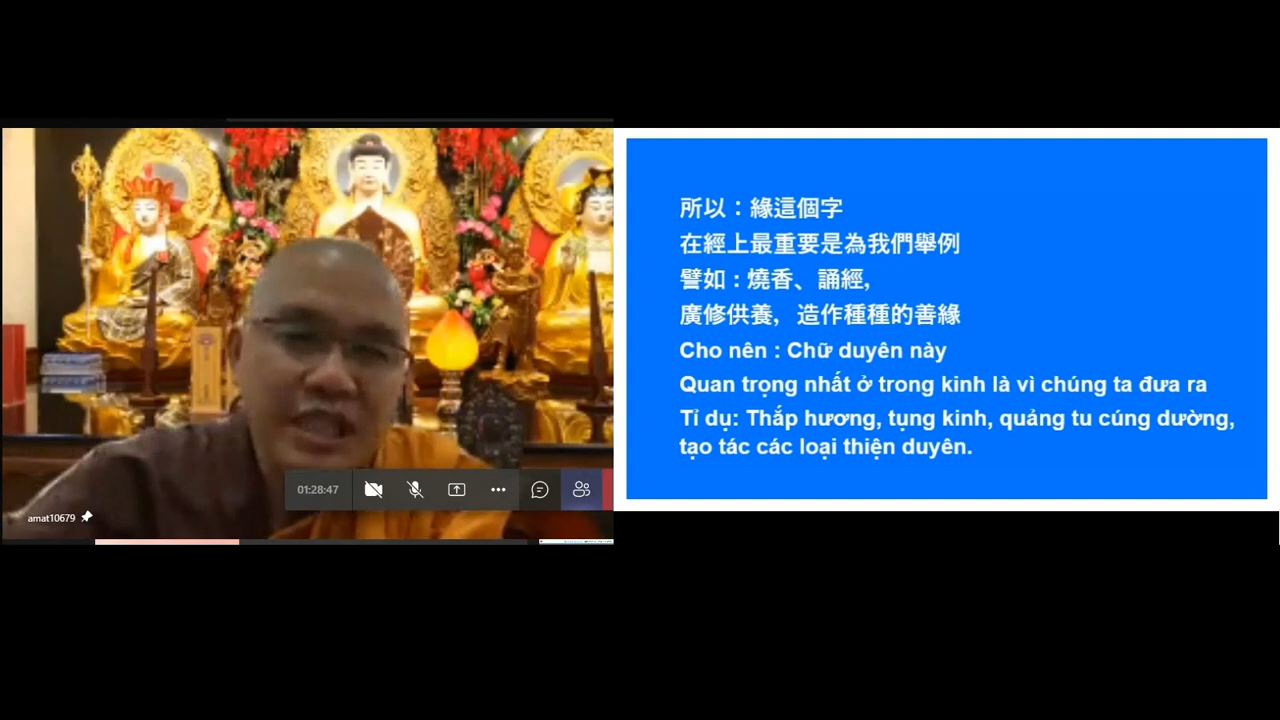 01:28:47
amat10679
所以：緣這個字
在經上最重要是為我們舉例
譬如 : 燒香、誦經,
廣修供養，造作種種的善緣
Cho nên : Chữ duyên này
Quan trọng nhất ở trong kinh là vì chúng ta đưa ra
Tỉ dụ: Thắp hương, tụng kinh, quảng tu cúng dường,
tạo tác các loại thiện duyên.